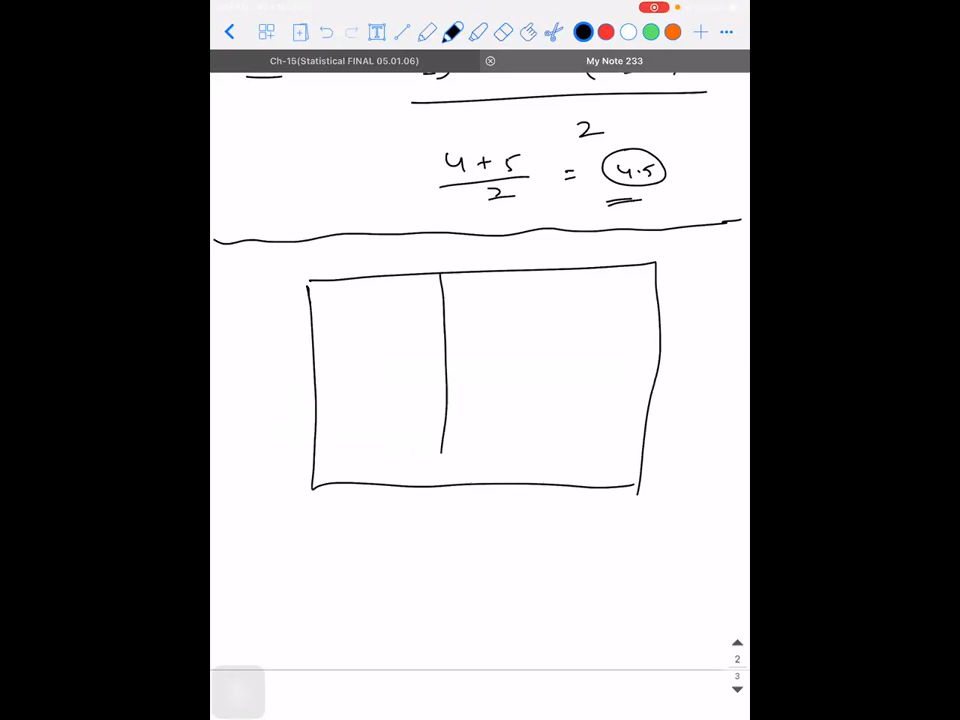 Ch-15(Statistical FINAL 05.01.06)
My Note 233
2
4 + 5
2
= 4.5
2
3